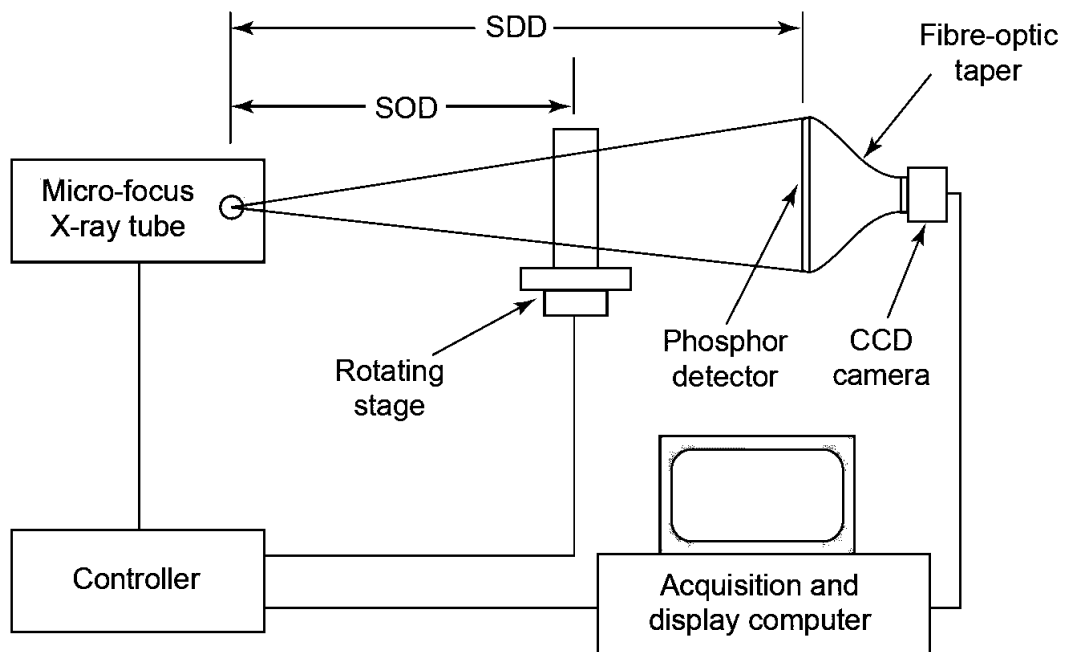 SDD
SOD
Fibre-optic
taper
Micro-focus
X-ray tube
Rotating
stage
Phosphor
detector
CCD
camera
Controller
Acquisition and
display computer